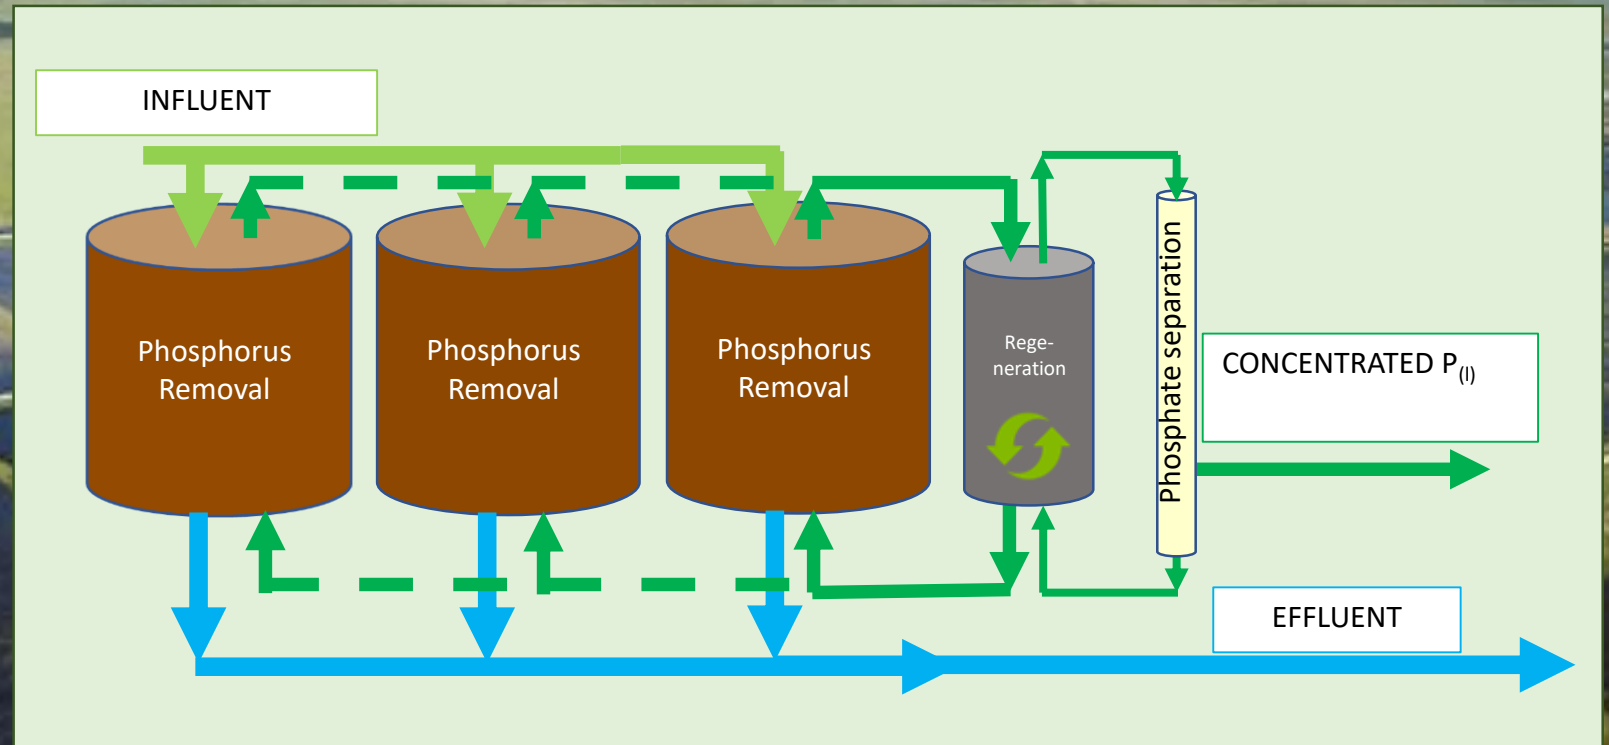 INFLUENT
Phosphorus
Removal
Phosphorus
Removal
Phosphorus
Removal
Rege-
neration
Phosphate separation
CONCENTRATED P(l)
EFFLUENT